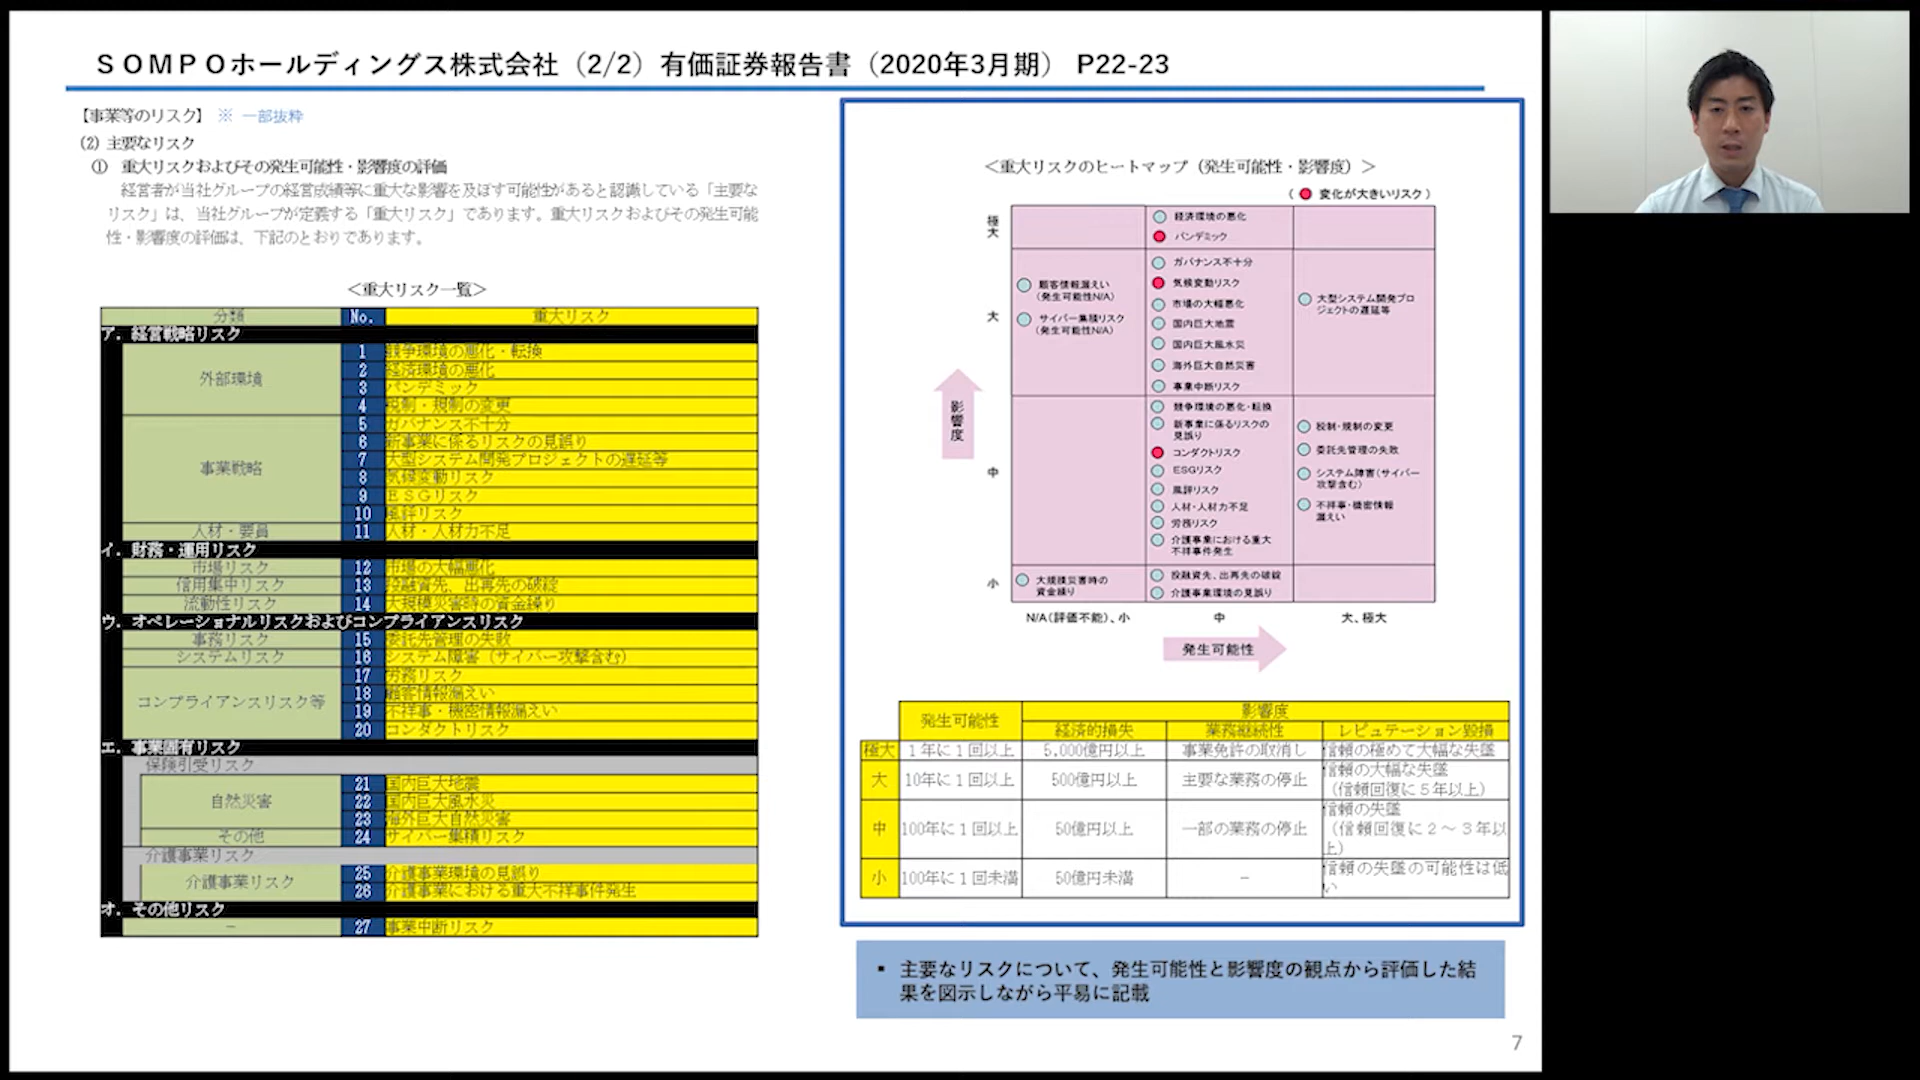 ＳＯＭＰＯホールディングス株式会社（2/2）有価証券報告書（2020年3月期） P22-23
【事業等のリスク】 ※ 一部抜粋
(2) 主要なリスク
① 重大リスクおよびその発生可能性・影響度の評価
経営者が当社グループの経営成績等に重大な影響を及ぼす可能性があると認識している「主要な
リスク」は、当社グループが定義する「重大リスク」であります。重大リスクおよびその発生可能
性・影響度の評価は、下記のとおりであります。
＜重大リスク一覧＞
分類 No. 重大リスク
ア．経営戦略リスク
外部環境
1 競争環境の悪化・転換
2 経済環境の悪化
3 パンデミック
4 税制・規制の変更
事業戦略
5 ガバナンス不十分
6 新事業に係るリスクの見誤り
7 大型システム開発プロジェクトの遅延等
8 気候変動リスク
9 ＥＳＧリスク
10 風評リスク
人材・要員 11 人材・人材力不足
イ．財務・運用リスク
市場リスク 12 市場の大幅悪化
信用集中リスク 13 投融資先、出再先の破綻
流動性リスク 14 大規模災害時の資金繰り
ウ．オペレーショナルリスクおよびコンプライアンスリスク
事務リスク 15 委託先管理の失敗
システムリスク 16 システム障害（サイバー攻撃含む）
コンプライアンスリスク等
17 労務リスク
18 顧客情報漏えい
19 不祥事・機密情報漏えい
20 コンダクトリスク
エ．事業固有リスク
保険引受リスク
自然災害
21 国内巨大地震
22 国内巨大風水災
23 海外巨大自然災害
その他 24 サイバー集積リスク
介護事業リスク
介護事業リスク
25 介護事業環境の見誤り
26 介護事業における重大不祥事件発生
オ．その他リスク
－ 27 事業中断リスク
＜重大リスクのヒートマップ（発生可能性・影響度）＞
（ 変化が大きいリスク ）
極大
経済環境の悪化
パンデミック
大
顧客情報漏えい
（発生可能性N/A）
サイバー集積リスク
（発生可能性N/A）
ガバナンス不十分
気候変動リスク
市場の大幅悪化
国内巨大地震
国内巨大風水災
海外巨大自然災害
事業中断リスク
大型システム開発プロ
ジェクトの遅延等
影響度
中
競争環境の悪化・転換
新事業に係るリスクの
見誤り
コンダクトリスク
ESGリスク
風評リスク
人材・人材力不足
労務リスク
介護事業における重大
不祥事件発生
税制・規制の変更
委託先管理の失敗
システム障害（サイバー
攻撃含む）
不祥事・機密情報
漏えい
小
大規模災害時の
資金繰り
投融資先、出再先の破綻
介護事業環境の見誤り
N/A（評価不能）、小 中 大、極大
発生可能性
発生可能性 影響度
経済的損失 業務継続性 レピュテーション毀損
極大 １年に１回以上 5,000億円以上 事業免許の取消し 信頼の極めて大幅な失墜
大 10年に１回以上 500億円以上 主要な業務の停止 信頼の大幅な失墜
（信頼回復に５年以上）
中 100年に１回以上 50億円以上 一部の業務の停止 信頼の失墜
（信頼回復に２～３年以
上）
小 100年に１回未満 50億円未満 － 信頼の失墜の可能性は低
い
▪ 主要なリスクについて、発生可能性と影響度の観点から評価した結
果を図示しながら平易に記載
7